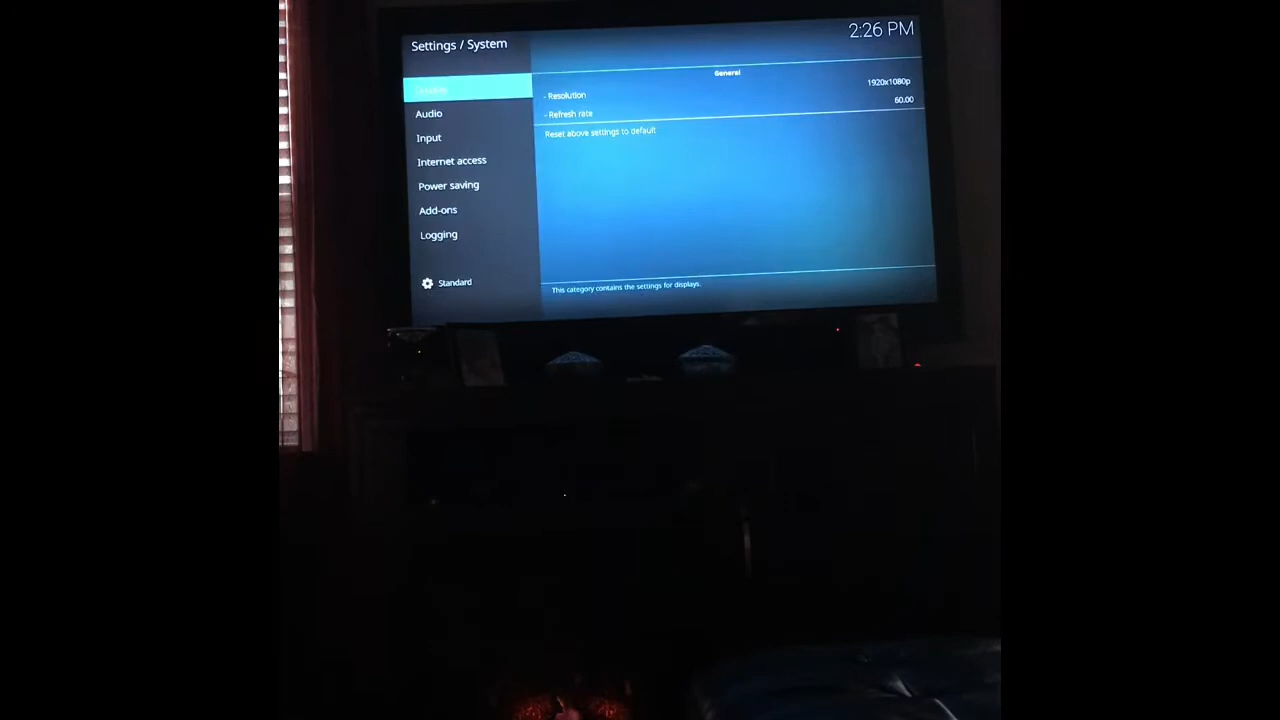 Settings / System
2:26 PM
Audio
Input
Internet access
Power saving
Add-ons
Logging
Standard
General
- Resolution 1920x1080p
- Refresh rate 60.00
Reset above settings to default
This category contains the settings for displays.